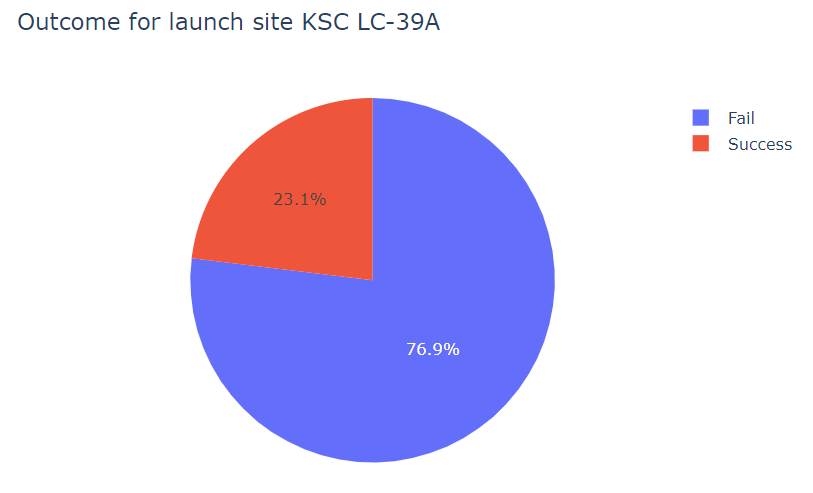 Outcome for launch site KSC LC-39A
Fail
Success
23.1%
76.9%